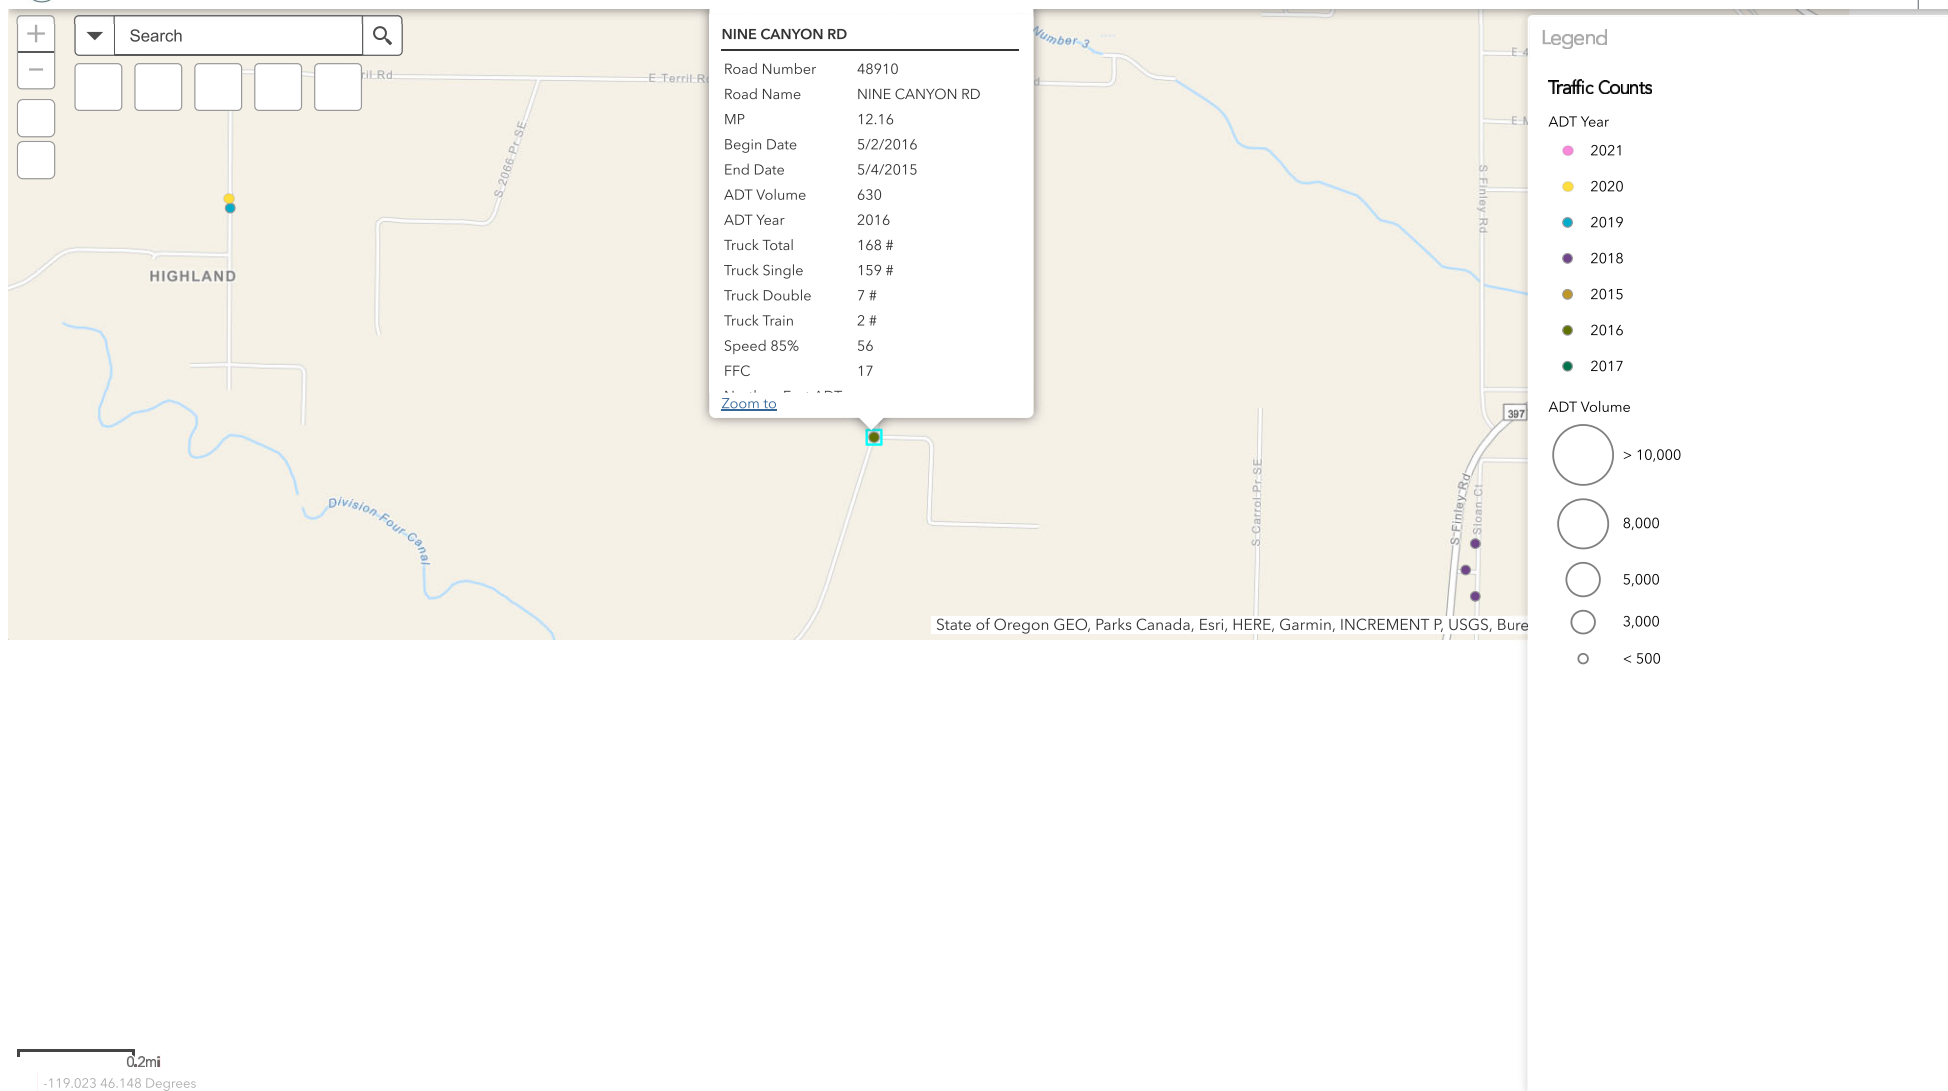 Search
NINE CANYON RD
Road Number 48910
Road Name NINE CANYON RD
MP 12.16
Begin Date 5/2/2016
End Date 5/4/2015
ADT Volume 630
ADT Year 2016
Truck Total 168 #
Truck Single 159 #
Truck Double 7 #
Truck Train 2 #
Speed 85% 56
FFC 17
Zoom to
ril Rd
E Terril R
Number 3
d
E 4
E
S 2066 Pr SE
S Finley Rd
HIGHLAND
Division Four Canal
S Carrol Pr SE
397
S Finley Rd
Sloan Ct
State of Oregon GEO, Parks Canada, Esri, HERE, Garmin, INCREMENT P, USGS, Bure
Legend
Traffic Counts
ADT Year
2021
2020
2019
2018
2015
2016
2017
ADT Volume
> 10,000
8,000
5,000
3,000
< 500
0.2mi
-119.023 46.148 Degrees